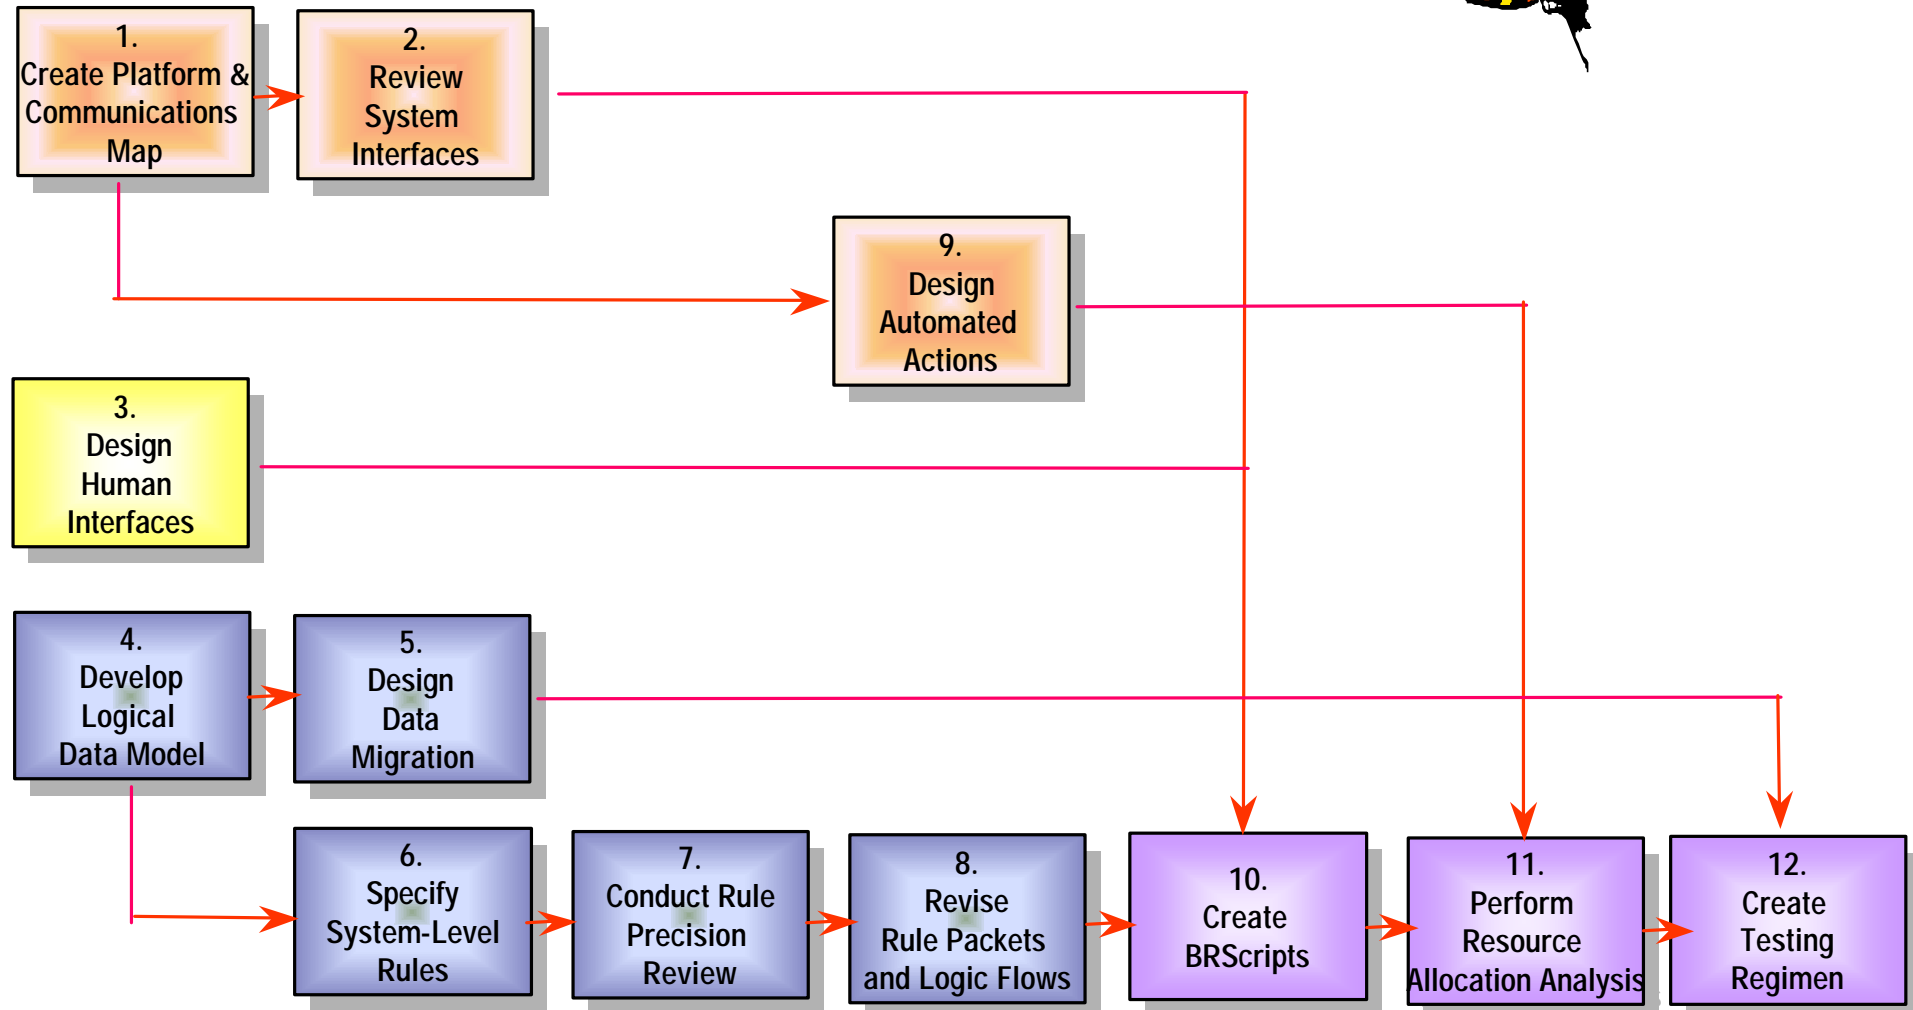 1.
Create Platform &
Communications
Map
2.
Review
System
Interfaces
9.
Design
Automated
Actions
3.
Design
Human
Interfaces
4.
Develop
Logical
Data Model
5.
Design
Data
Migration
6.
Specify
System-Level
Rules
7.
Conduct Rule
Precision
Review
8.
Revise
Rule Packets
and Logic Flows
10.
Create
BRScripts
11.
Perform
Resource
Allocation Analysis
12.
Create
Testing
Regimen